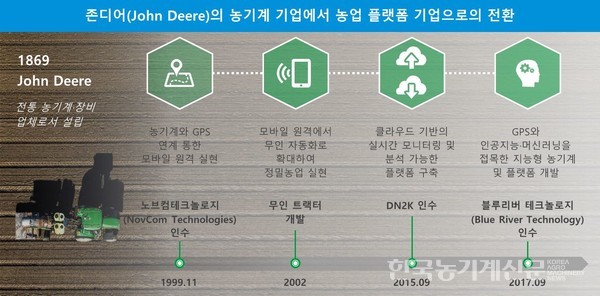 존디어(John Deere)의 농기계 기업에서 농업 플랫폼 기업으로의 전환
1869
John Deere
전통 농기계·장비
업체로서 설립
농기계와 GPS
연계 통한
모바일 원격 실현
모바일 원격에서
무인 자동화로
확대하여
정밀농업 실현
클라우드 기반의
실시간 모니터링 및
분석 가능한
플랫폼 구축
GPS와
인공지능·머신러닝을
접목한 지능형 농기계
및 플랫폼 개발
노브컴테크놀로지
(NovCom Technologies)
인수
무인 트랙터
개발
DN2K 인수
블루리버 테크놀로지
(Blue River Technology)
인수
1999.11
2002
2015.09
2017.09
한국농기계신문
KOREA
AGRO
MACHINERY
NEWS